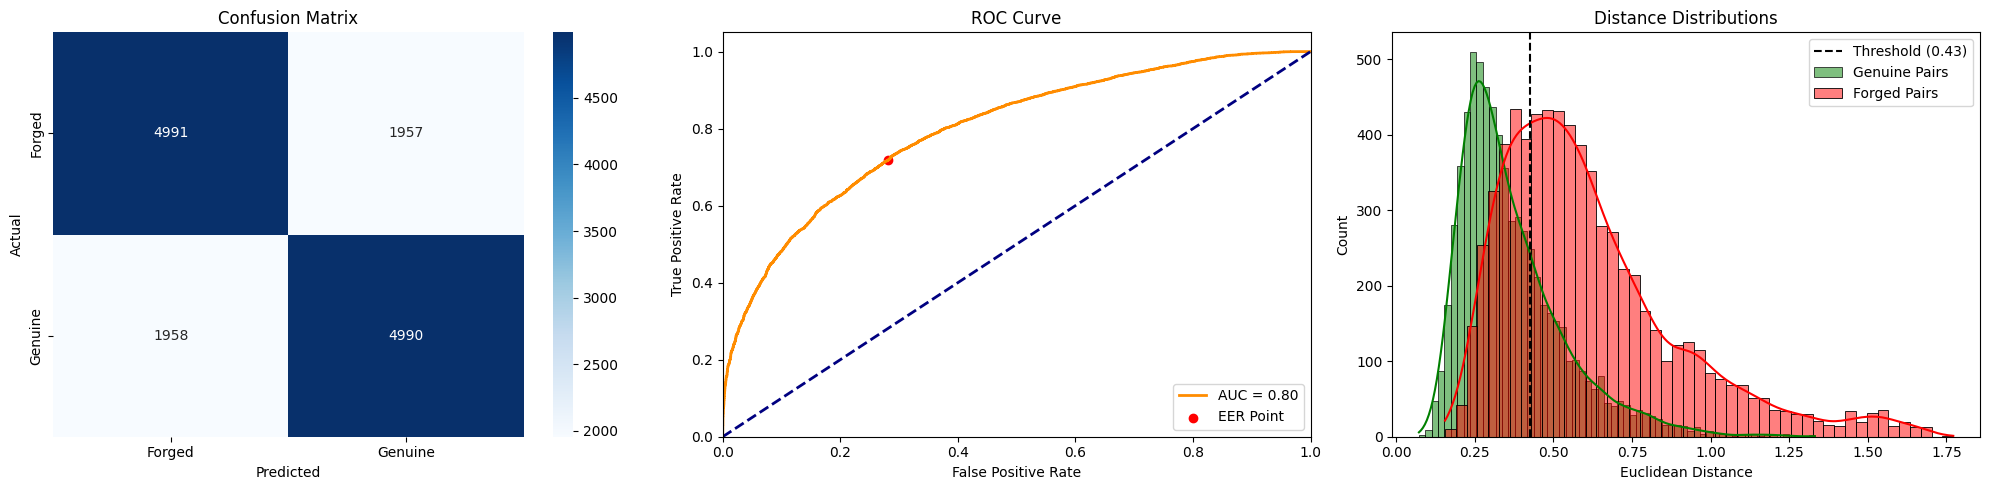 Confusion Matrix
Forged
Genuine
Actual
4991
1957
1958
4990
Forged
Genuine
Predicted
4500
4000
3500
3000
2500
2000
ROC Curve
True Positive Rate
1.0
0.8
0.6
0.4
0.2
0.0
0.0
0.2
0.4
0.6
0.8
1.0
False Positive Rate
AUC = 0.80
EER Point
Distance Distributions
Count
500
400
300
200
100
0
0.00
0.25
0.50
0.75
1.00
1.25
1.50
1.75
Euclidean Distance
Threshold (0.43)
Genuine Pairs
Forged Pairs